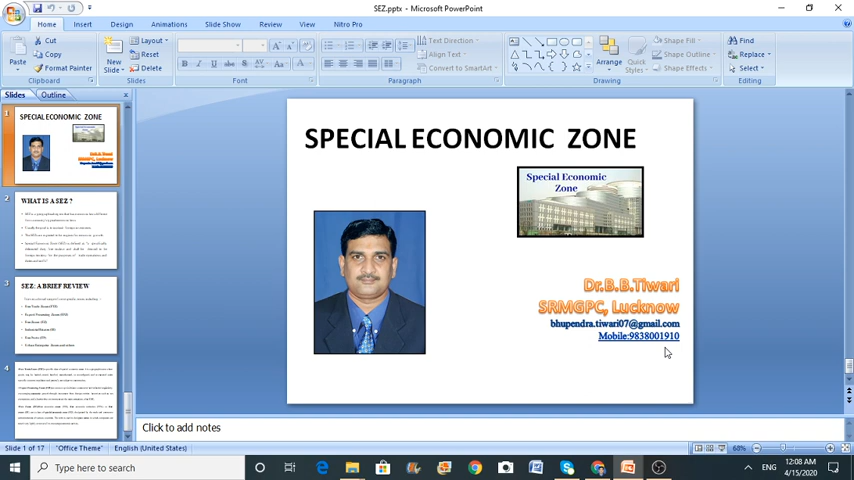 SEZ.pptx - Microsoft PowerPoint
Home Insert Design Animations Slide Show Review View Nitro Pro
Paste
Cut
Copy
Format Painter
Clipboard
New
Slide
Layout
Reset
Delete
Slides
Font
Paragraph
Text Direction
Align Text
Convert to SmartArt
Arrange
Quick
Styles
Shape Fill
Shape Outline
Shape Effects
Drawing
Find
Replace
Select
Editing
Slides Outline
1
SPECIAL ECONOMIC ZONE
2
WHAT IS A SEZ ?
3
SEZ: A BRIEF REVIEW
4
SPECIAL ECONOMIC ZONE
Special Economic
Zone
Dr.B.B.Tiwari
SRMGPC, Lucknow
bhupendra.tiwari07@gmail.com
Mobile:9838001910
Click to add notes
Slide 1 of 17 "Office Theme" English (United States) 68%
Type here to search
ENG
12:08 AM
4/15/2020